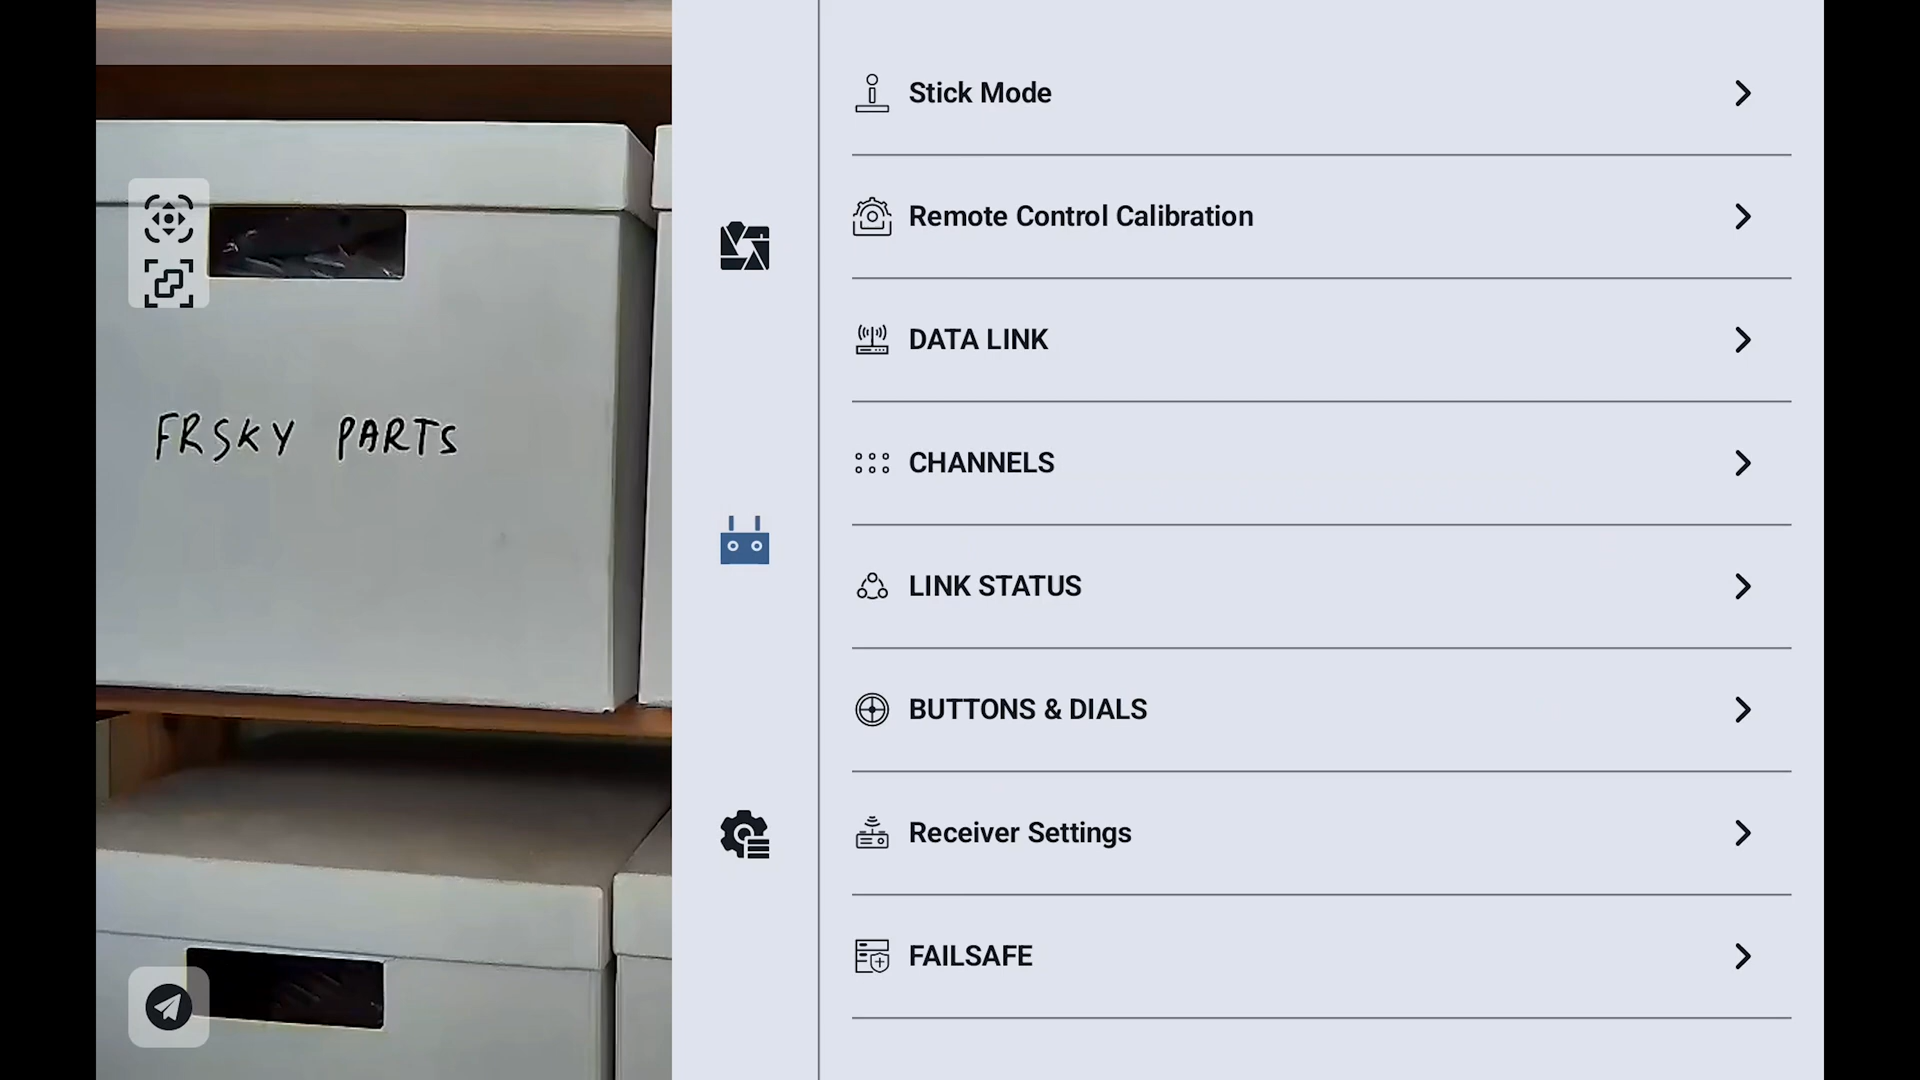 FRSKY PARTS
Stick Mode
Remote Control Calibration
DATA LINK
CHANNELS
LINK STATUS
BUTTONS & DIALS
Receiver Settings
FAILSAFE